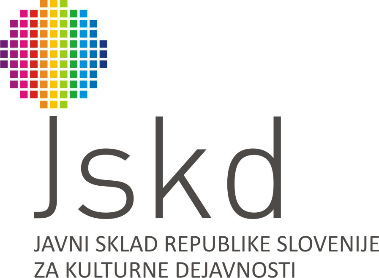 Jskd
JAVNI SKLAD REPUBLIKE SLOVENIJE
ZA KULTURNE DEJAVNOSTI